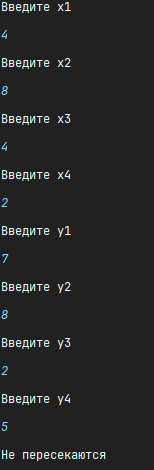 Введите x1
4
Введите x2
8
Введите x3
4
Введите x4
2
Введите y1
7
Введите y2
8
Введите y3
2
Введите y4
5
Не пересекаются